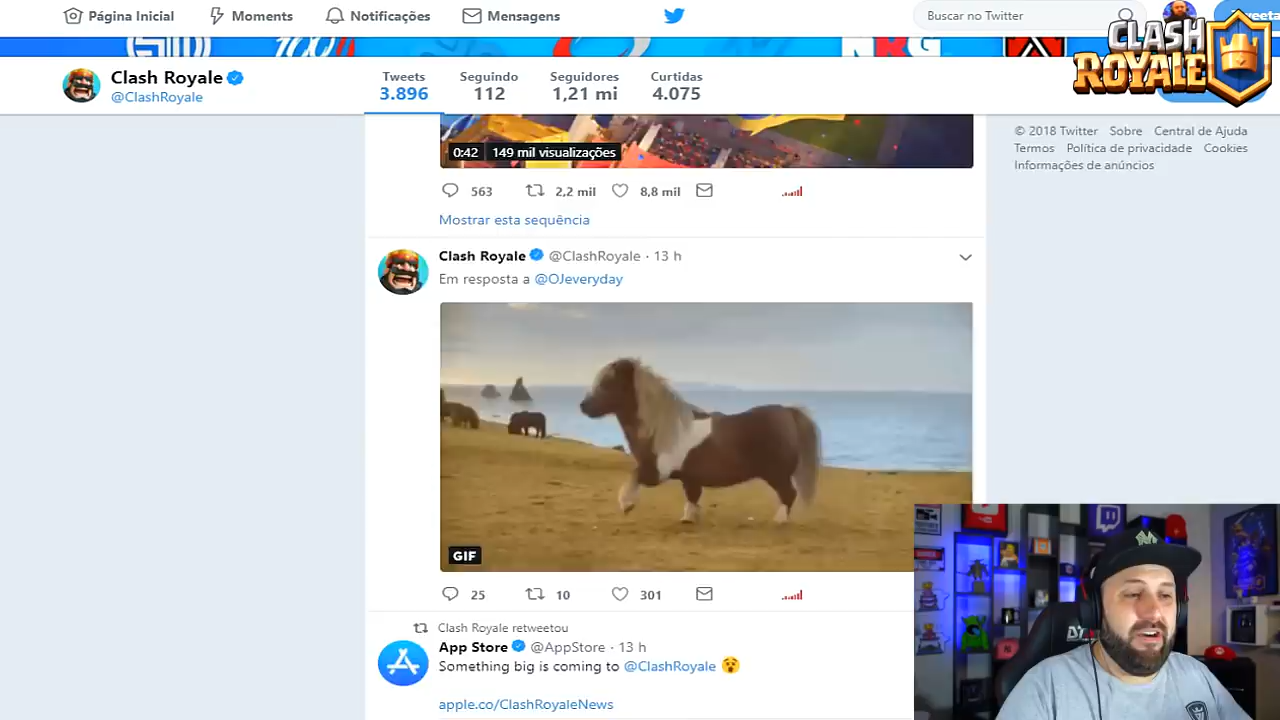 Página Inicial
Moments
Notificações
Mensagens
Buscar no Twitter
CLASH
ROYALE
NRG
Clash Royale
@ClashRoyale
Tweets
3.896
Seguindo
112
Seguidores
1,21 mi
Curtidas
4.075
© 2018 Twitter Sobre Central de Ajuda
Termos Política de privacidade Cookies
Informações de anúncios
0:42 149 mil visualizações
563 2,2 mil 8,8 mil
Mostrar esta sequência
Clash Royale @ClashRoyale · 13 h
Em resposta a @OJeveryday
GIF
25 10 301
Clash Royale retweetou
App Store @AppStore · 13 h
Something big is coming to @ClashRoyale 😵
apple.co/ClashRoyaleNews